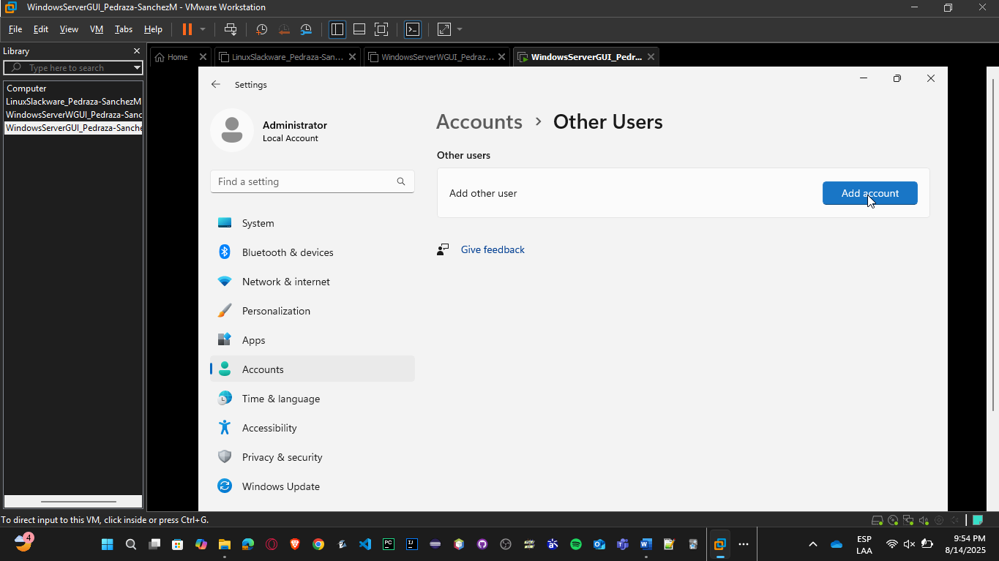 WindowsServerGUI_Pedraza-SanchezM - VMware Workstation
File Edit View VM Tabs Help
Library
Type here to search
Computer
LinuxSlackware_Pedraza-SanchezM
WindowsServerWGUI_Pedraza-Sanc
WindowsServerGUI_Pedraza-Sanche
Home LinuxSlackware_Pedraza-San... WindowsServerWGUI_Pedraz... WindowsServerGUI_Pedr...
Settings
Administrator
Local Account
Find a setting
System
Bluetooth & devices
Network & internet
Personalization
Apps
Accounts
Time & language
Accessibility
Privacy & security
Windows Update
Accounts > Other Users
Other users
Add other user
Add account
Give feedback
To direct input to this VM, click inside or press Ctrl+G.
4
PC
IJ
ESP
LAA
9:54 PM
8/14/2025